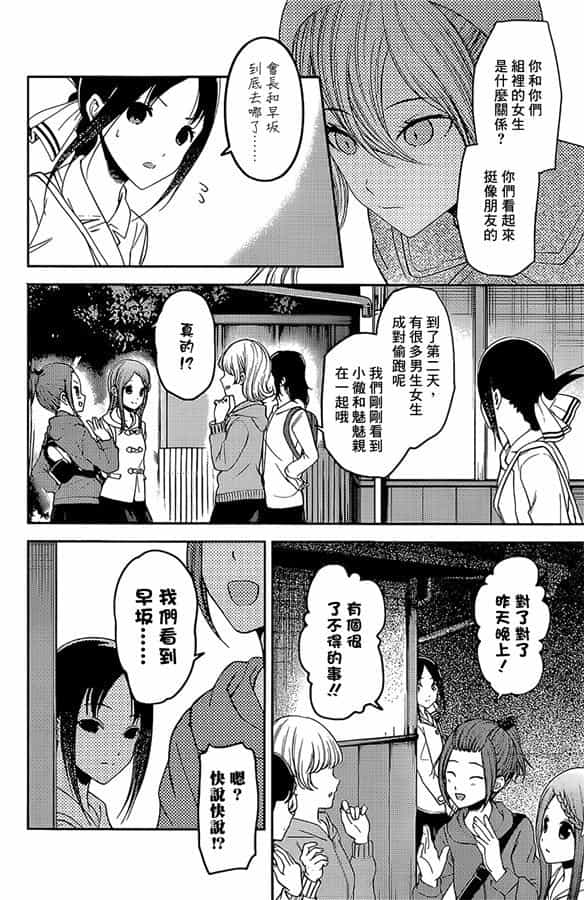 你和你們
組裡的女生
是什麼關係?
你們看起來
挺像朋友的
會長和早坂
到底去哪了……
到了第二天,
有很多男生女生
成對偷跑呢
我們剛剛看到
小徹和魅魅親
在一起哦
真的!?
對了對了
昨天晚上!
有個很
了不得的事!!
我們看到
早坂……
嗯?
快說快說!?